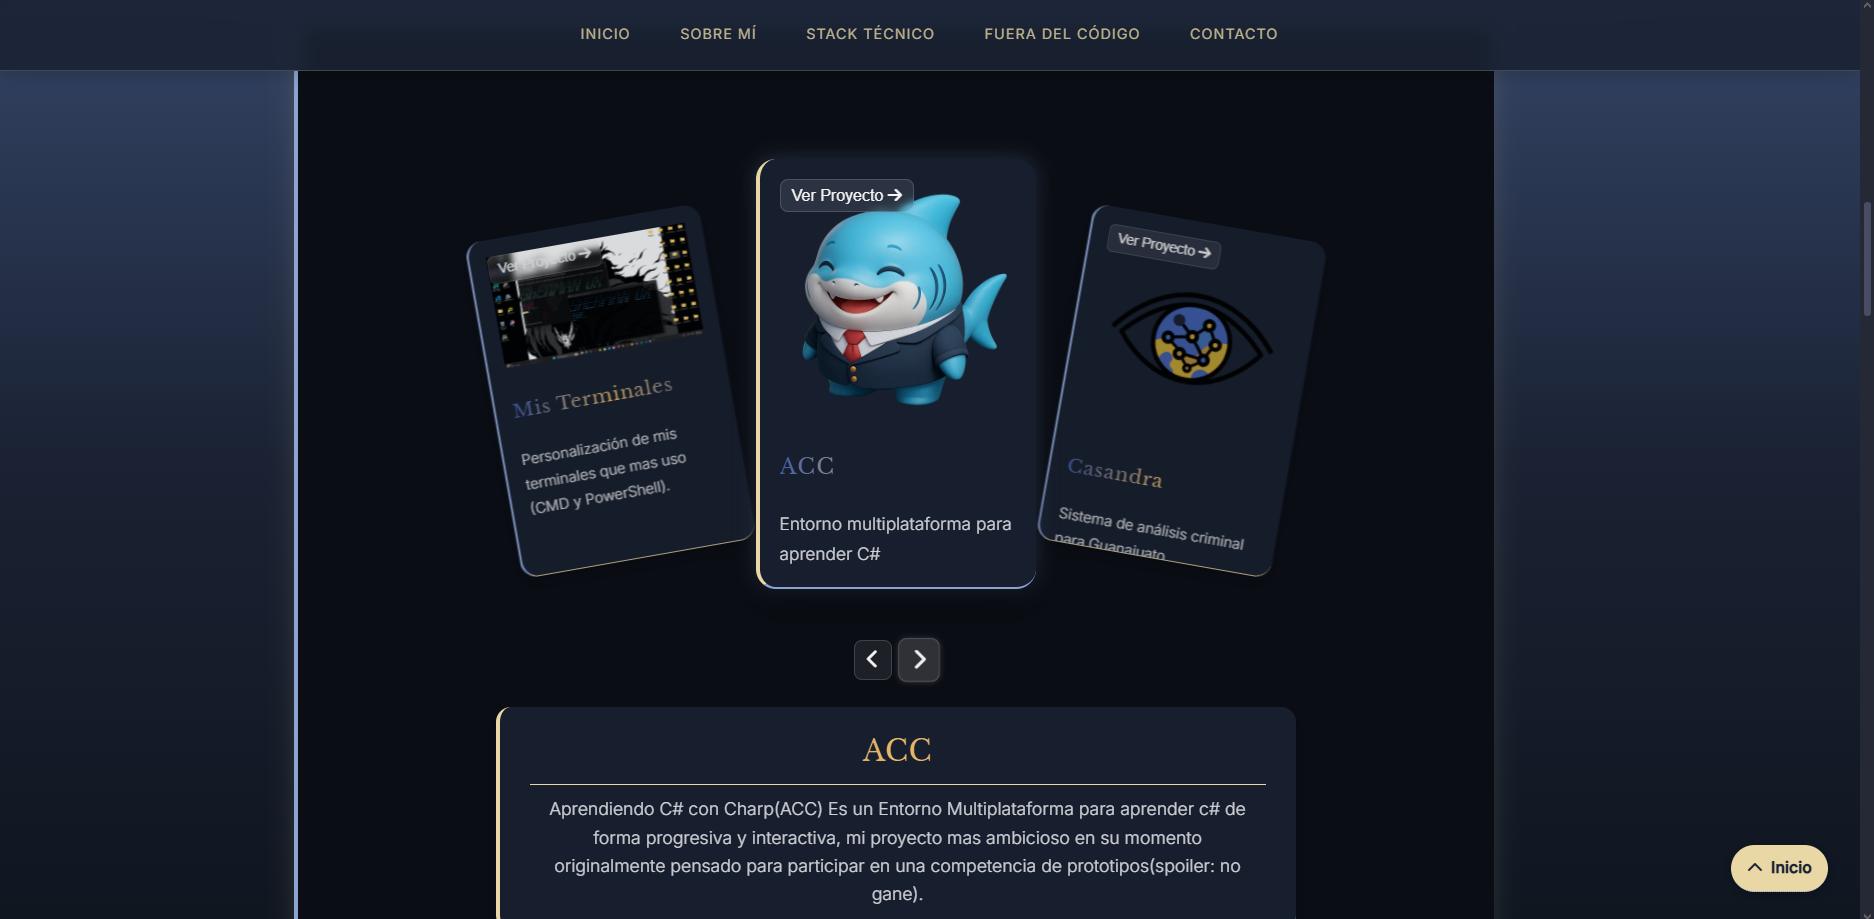 INICIO SOBRE MÍ STACK TÉCNICO FUERA DEL CÓDIGO CONTACTO
Ver Proyecto →
Mis Terminales
Personalización de mis
terminales que mas uso
(CMD y PowerShell).
Ver Proyecto →
ACC
Entorno multiplataforma para
aprender C#
Ver Proyecto →
Casandra
Sistema de análisis criminal
para Guanajuato
ACC
Aprendiendo C# con Charp(ACC) Es un Entorno Multiplataforma para aprender c# de
forma progresiva y interactiva, mi proyecto mas ambicioso en su momento
originalmente pensado para participar en una competencia de prototipos(spoiler: no
gane).
Inicio